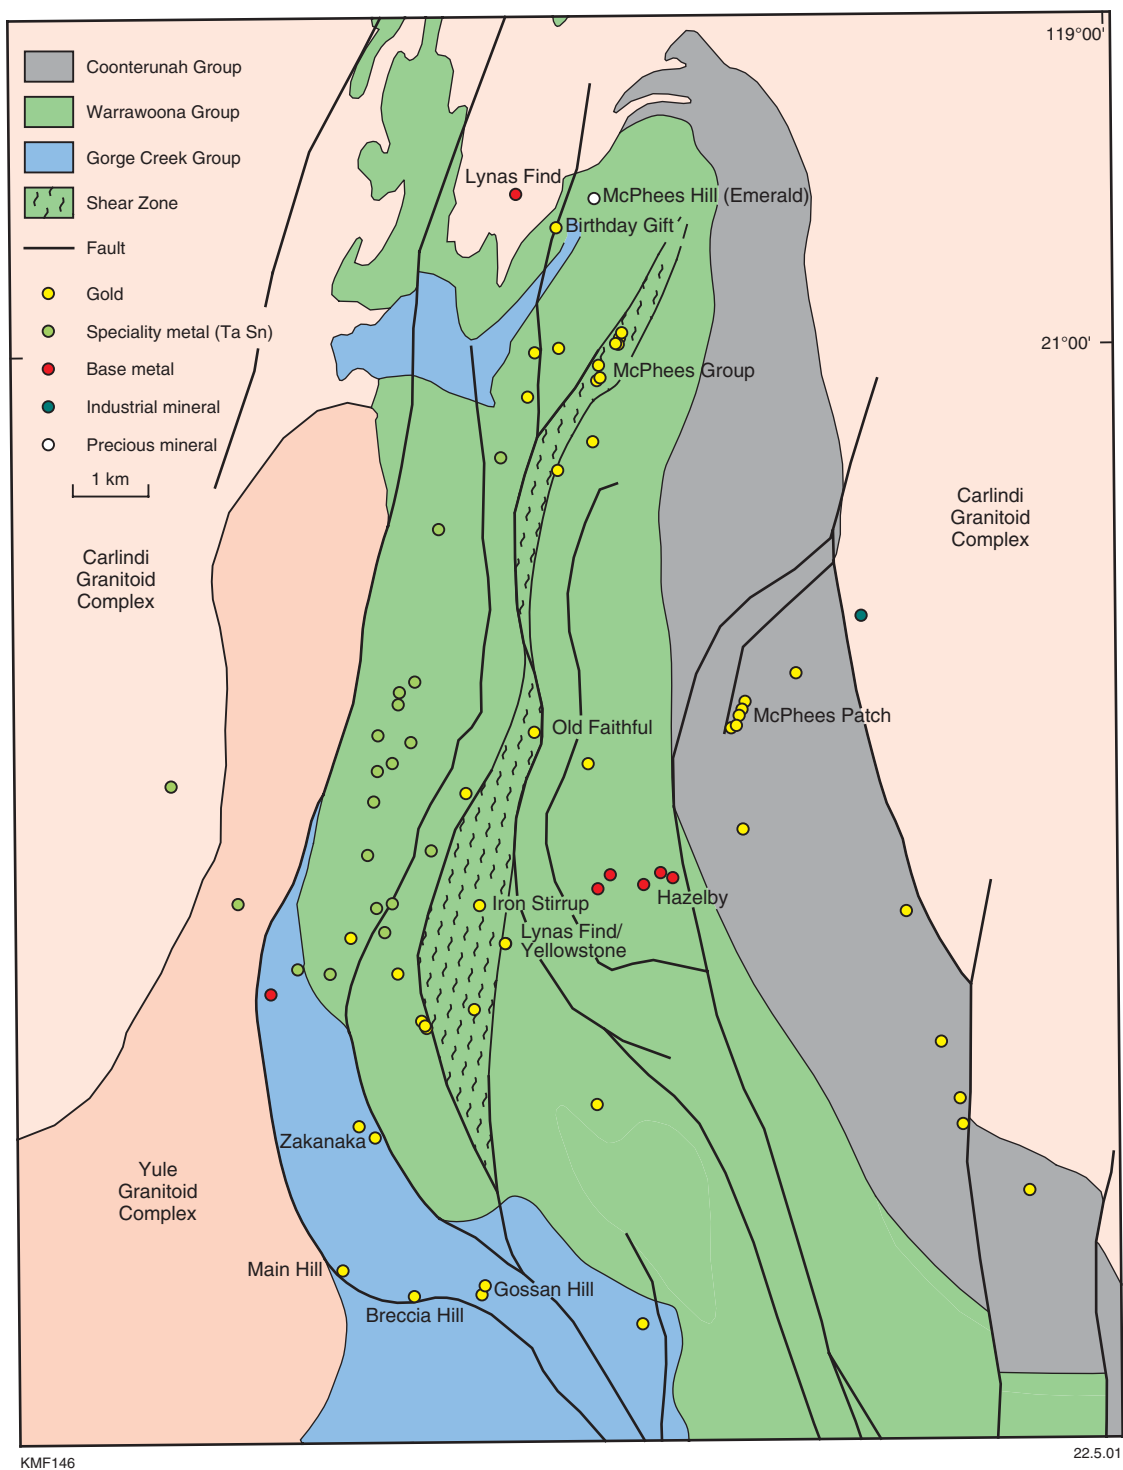 119°00'
Coonterunah Group
Warrawoona Group
Gorge Creek Group
Shear Zone
Fault
Gold
Speciality metal (Ta Sn)
Base metal
Industrial mineral
Precious mineral
1 km
Lynas Find
McPhees Hill (Emerald)
Birthday Gift
21°00'
McPhees Group
Carlindi
Granitoid
Complex
Carlindi
Granitoid
Complex
McPhees Patch
Old Faithful
Hazelby
Iron Stirrup
Lynas Find/
Yellowstone
Zakanaka
Yule
Granitoid
Complex
Main Hill
Gossan Hill
Breccia Hill
KMF146
22.5.01